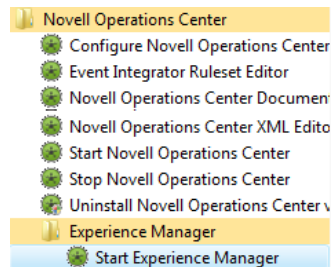 Novell Operations Center
Configure Novell Operations Center
Event Integrator Ruleset Editor
Novell Operations Center Documen
Novell Operations Center XML Edito
Start Novell Operations Center
Stop Novell Operations Center
Uninstall Novell Operations Center v
Experience Manager
Start Experience Manager